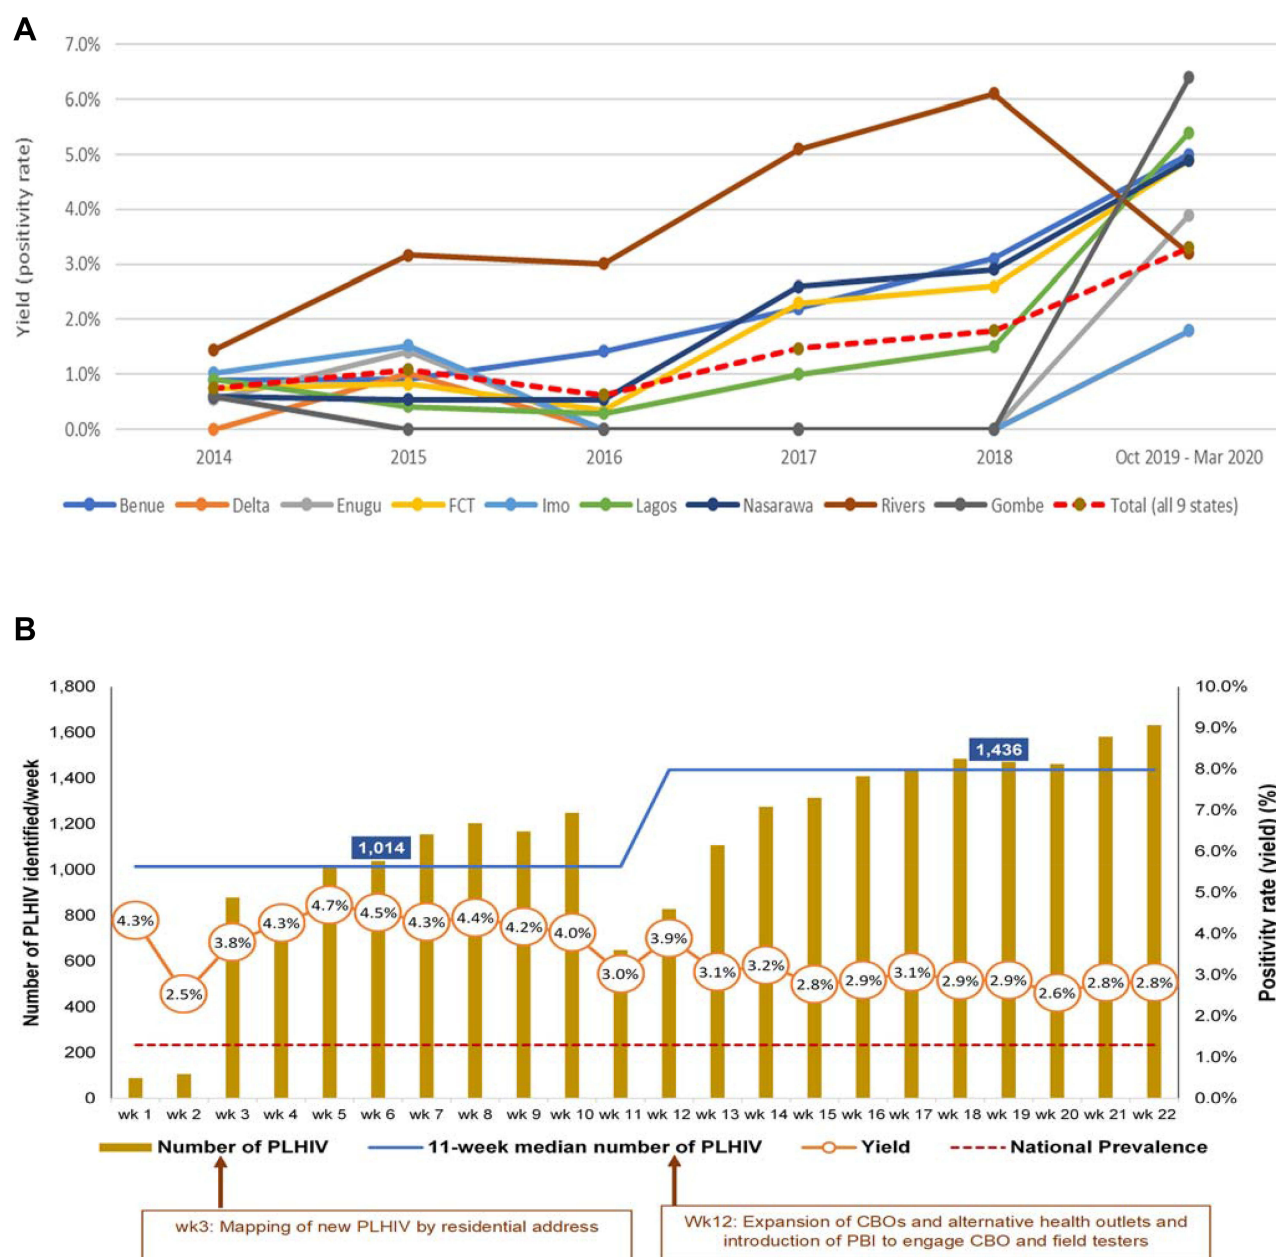 A
7.0%
6.0%
5.0%
4.0%
3.0%
2.0%
1.0%
0.0%
Yield (positivity rate)
2014 2015 2016 2017 2018 Oct 2019 - Mar 2020
Benue Delta Enugu FCT Imo Lagos Nasarawa Rivers Gombe Total (all 9 states)
B
1,800
1,600
1,400
1,200
1,000
800
600
400
200
0
Number of PLHIV identified/week
10.0%
9.0%
8.0%
7.0%
6.0%
5.0%
4.0%
3.0%
2.0%
1.0%
0.0%
Positivity rate (yield) (%)
1,014
1,436
4.3% 2.5% 3.8% 4.3% 4.7% 4.5% 4.3% 4.4% 4.2% 4.0% 3.0% 3.9% 3.1% 3.2% 2.8% 2.9% 3.1% 2.9% 2.9% 2.6% 2.8% 2.8%
wk 1 wk 2 wk 3 wk 4 wk 5 wk 6 wk 7 wk 8 wk 9 wk 10 wk 11 wk 12 wk 13 wk 14 wk 15 wk 16 wk 17 wk 18 wk 19 wk 20 wk 21 wk 22
Number of PLHIV 11-week median number of PLHIV Yield National Prevalence
wk3: Mapping of new PLHIV by residential address
Wk12: Expansion of CBOs and alternative health outlets and
introduction of PBI to engage CBO and field testers